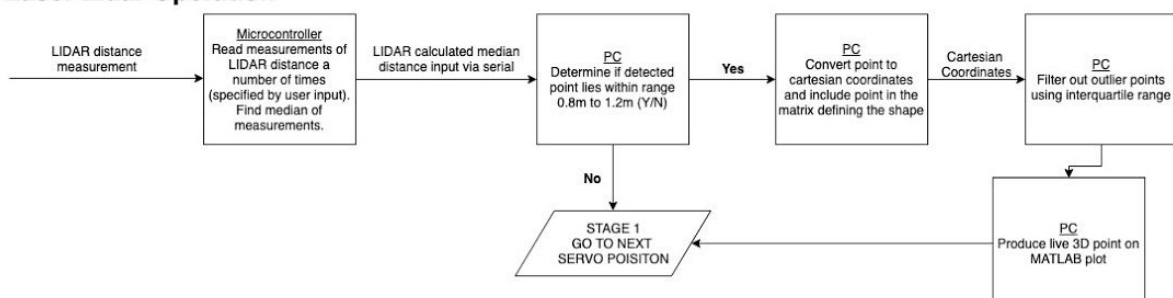 LIDAR distance
measurement
Microcontroller
Read measurements of
LIDAR distance a
number of times
(specified by user input).
Find median of
measurements.
LIDAR calculated median
distance input via serial
PC
Determine if detected
point lies within range
0.8m to 1.2m (Y/N)
Yes
PC
Convert point to
cartesian coordinates
and include point in the
matrix defining the shape
Cartesian
Coordinates
PC
Filter out outlier points
using interquartile range
No
STAGE 1
GO TO NEXT
SERVO POISITON
PC
Produce live 3D point on
MATLAB plot